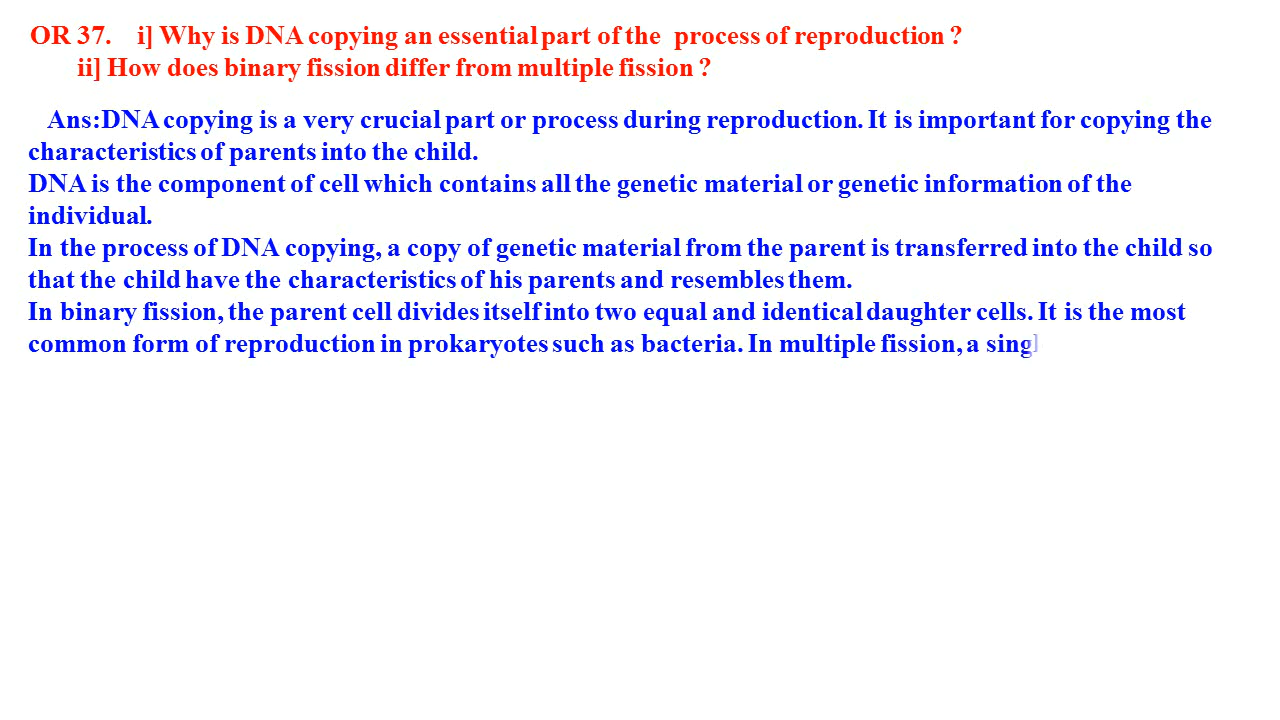 OR 37. i] Why is DNA copying an essential part of the process of reproduction ?
ii] How does binary fission differ from multiple fission ?
Ans:DNA copying is a very crucial part or process during reproduction. It is important for copying the
characteristics of parents into the child.
DNA is the component of cell which contains all the genetic material or genetic information of the
individual.
In the process of DNA copying, a copy of genetic material from the parent is transferred into the child so
that the child have the characteristics of his parents and resembles them.
In binary fission, the parent cell divides itself into two equal and identical daughter cells. It is the most
common form of reproduction in prokaryotes such as bacteria. In multiple fission, a singl